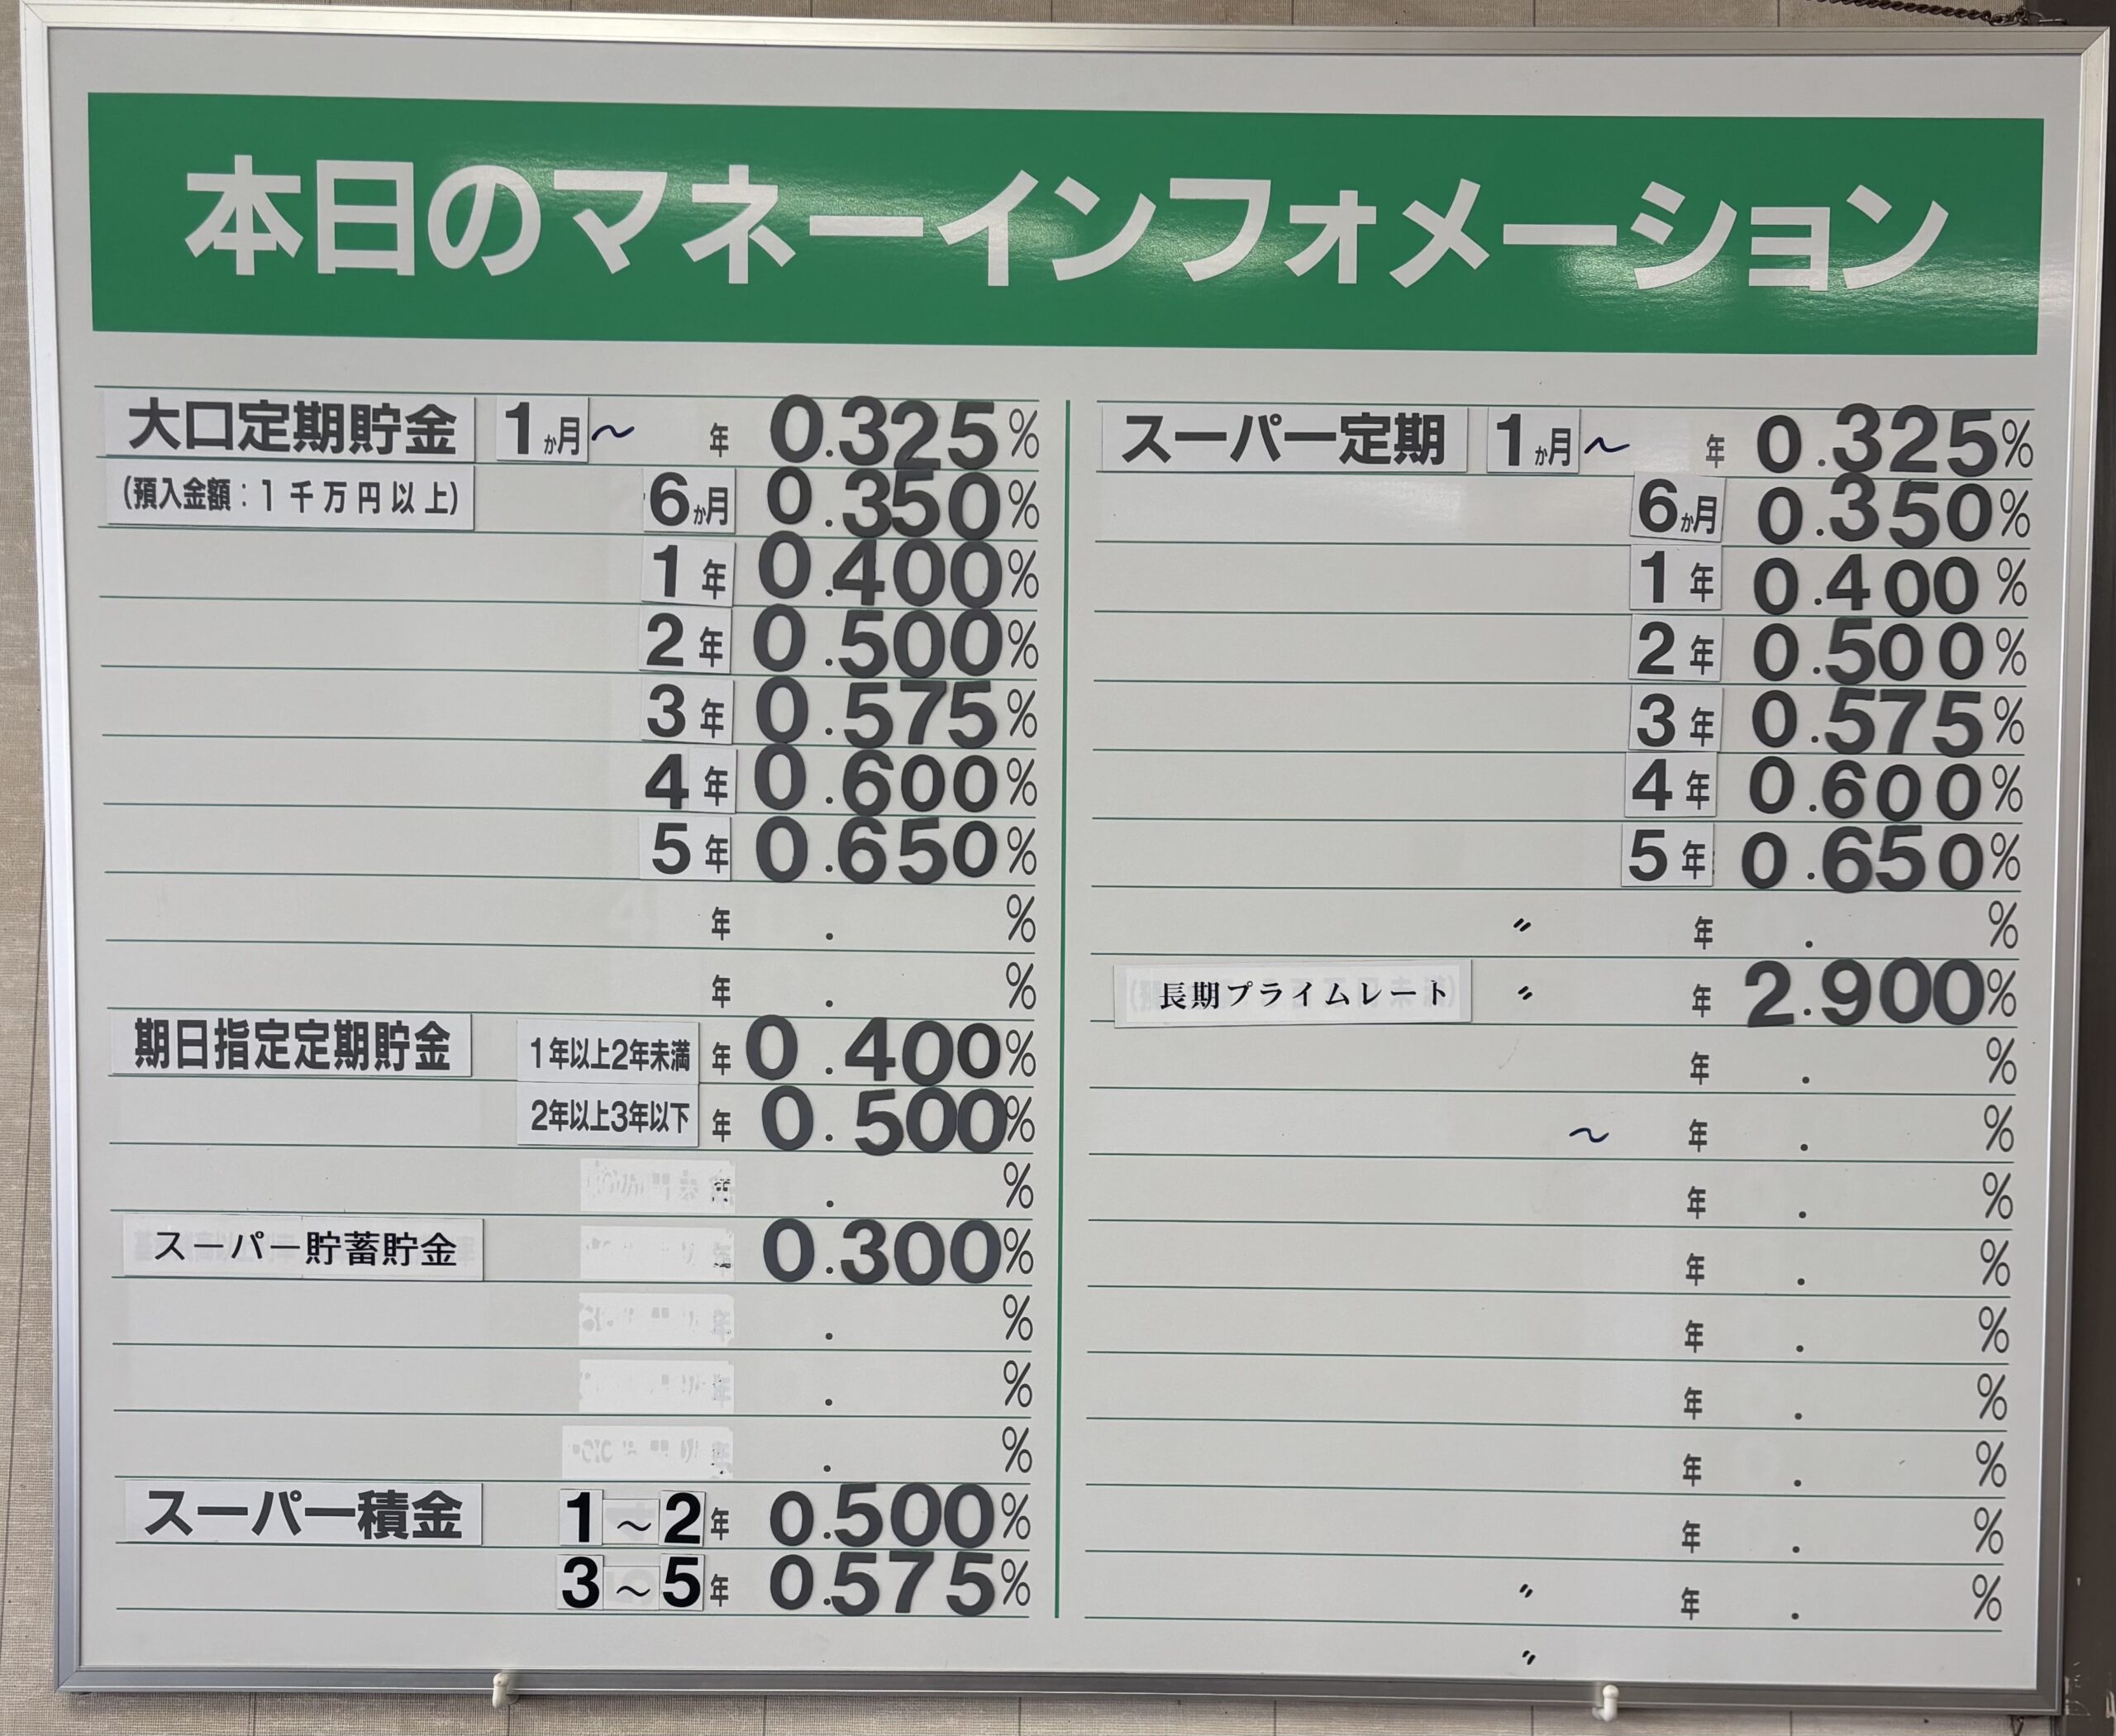 本日のマネーインフォメーション
大口定期貯金 1か月〜 年 0.325%
(預入金額:1千万円以上) 6か月 0.350%
1年 0.400%
2年 0.500%
3年 0.575%
4年 0.600%
5年 0.650%
年 . %
年 . %
期日指定定期貯金 1年以上2年未満 年 0.400%
2年以上3年以下 年 0.500%
. %
スーパー貯蓄貯金 0.300%
. %
. %
. %
スーパー積金 1〜2年 0.500%
3〜5年 0.575%
スーパー定期 1か月〜 年 0.325%
6か月 0.350%
1年 0.400%
2年 0.500%
3年 0.575%
4年 0.600%
5年 0.650%
〃 年 . %
長期プライムレート 〃 年 2.900%
年 . %
〜 年 . %
年 . %
年 . %
年 . %
年 . %
年 . %
年 . %
〃 年 . %
〃